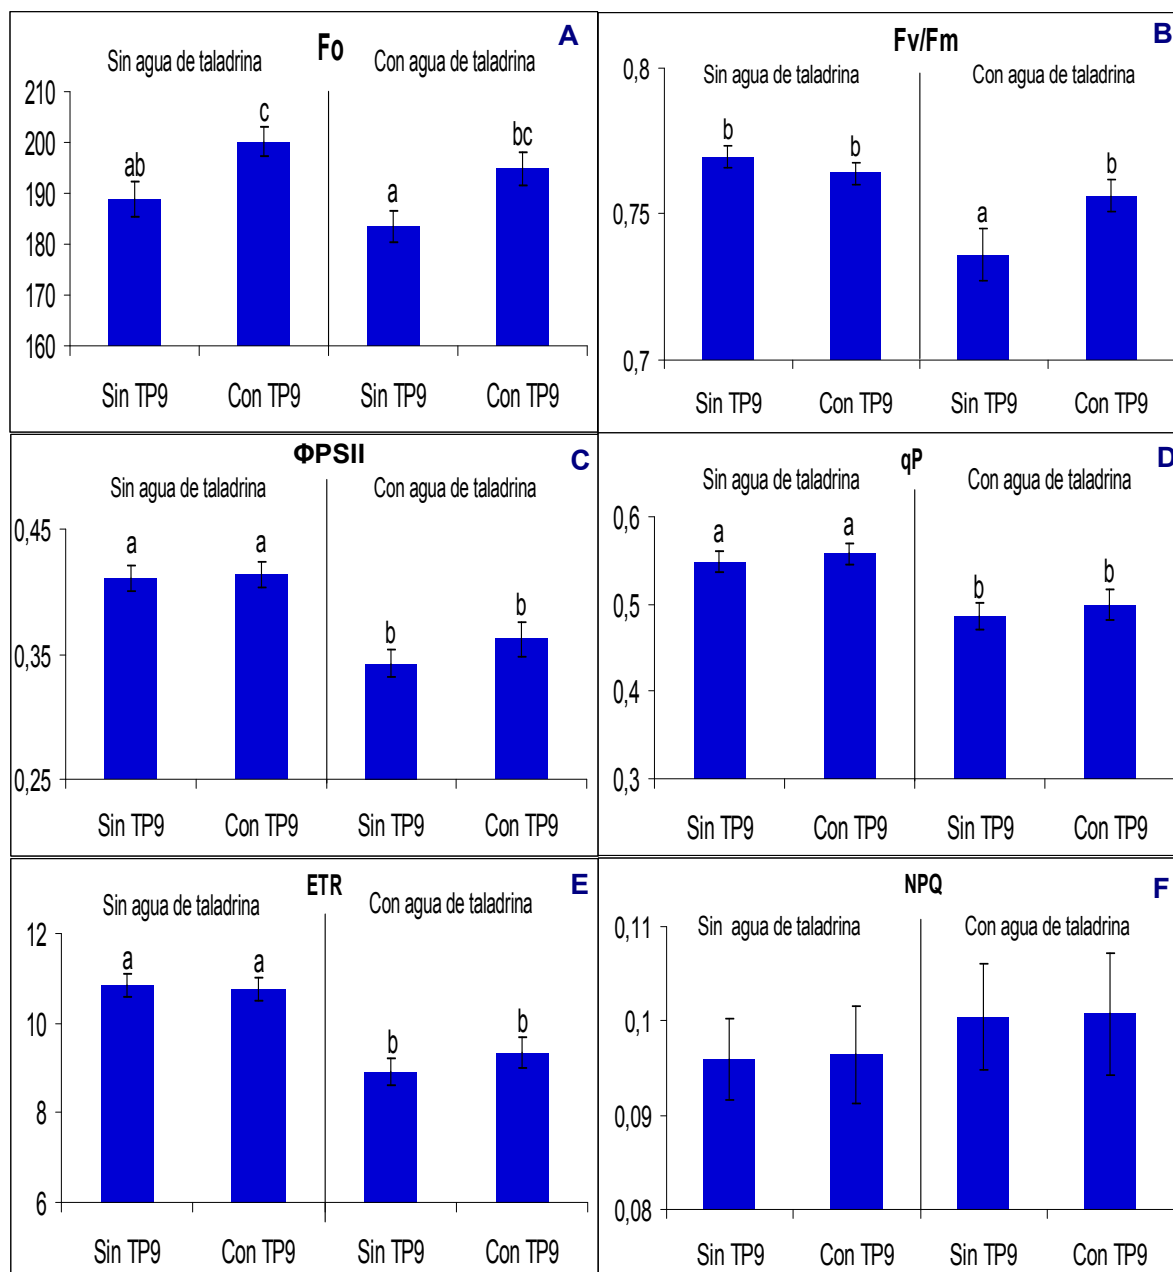 Fo
A
Sin agua de taladrina
Con agua de taladrina
210
200
190
180
170
160
ab
c
a
bc
Sin TP9
Con TP9
Sin TP9
Con TP9
Fv/Fm
B
Sin agua de taladrina
Con agua de taladrina
0,8
0,75
0,7
b
b
a
b
Sin TP9
Con TP9
Sin TP9
Con TP9
ΦPSII
C
Sin agua de taladrina
Con agua de taladrina
0,45
0,35
0,25
a
a
b
b
Sin TP9
Con TP9
Sin TP9
Con TP9
qP
D
Sin agua de taladrina
Con agua de taladrina
0,6
0,5
0,4
0,3
a
a
b
b
Sin TP9
Con TP9
Sin TP9
Con TP9
ETR
E
Sin agua de taladrina
Con agua de taladrina
12
10
8
6
a
a
b
b
Sin TP9
Con TP9
Sin TP9
Con TP9
NPQ
F
Sin agua de taladrina
Con agua de taladrina
0,11
0,1
0,09
0,08
Sin TP9
Con TP9
Sin TP9
Con TP9